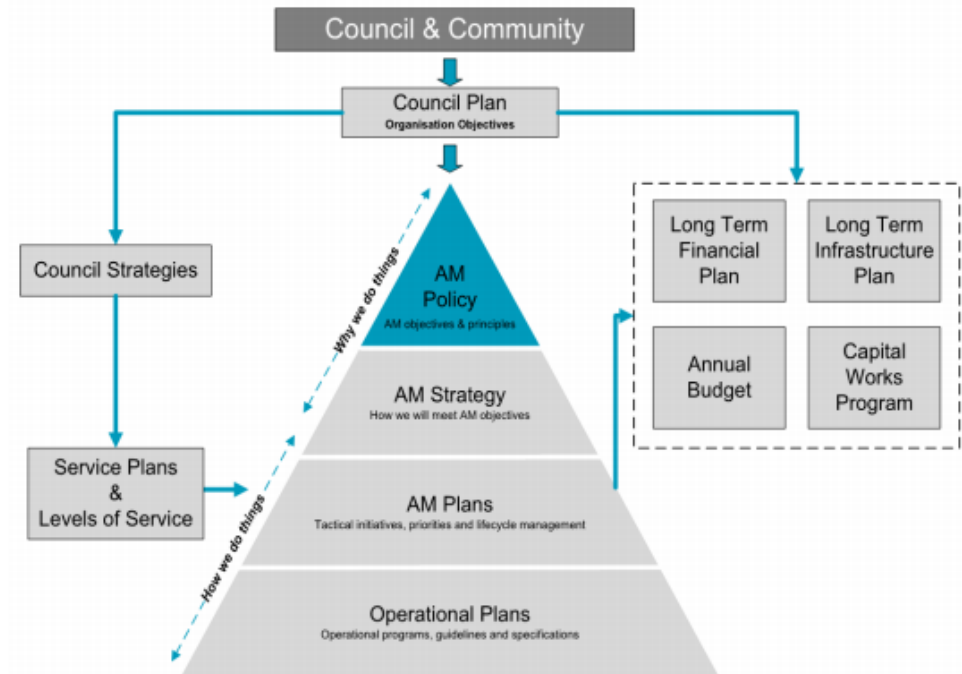 Council & Community
Council Plan
Organisation Objectives
Council Strategies
Service Plans
&
Levels of Service
Why we do things
How we do things
AM
Policy
AM objectives & principles
AM Strategy
How we will meet AM objectives
AM Plans
Tactical initiatives, priorities and lifecycle management
Operational Plans
Operational programs, guidelines and specifications
Long Term
Financial
Plan
Long Term
Infrastructure
Plan
Annual
Budget
Capital
Works
Program